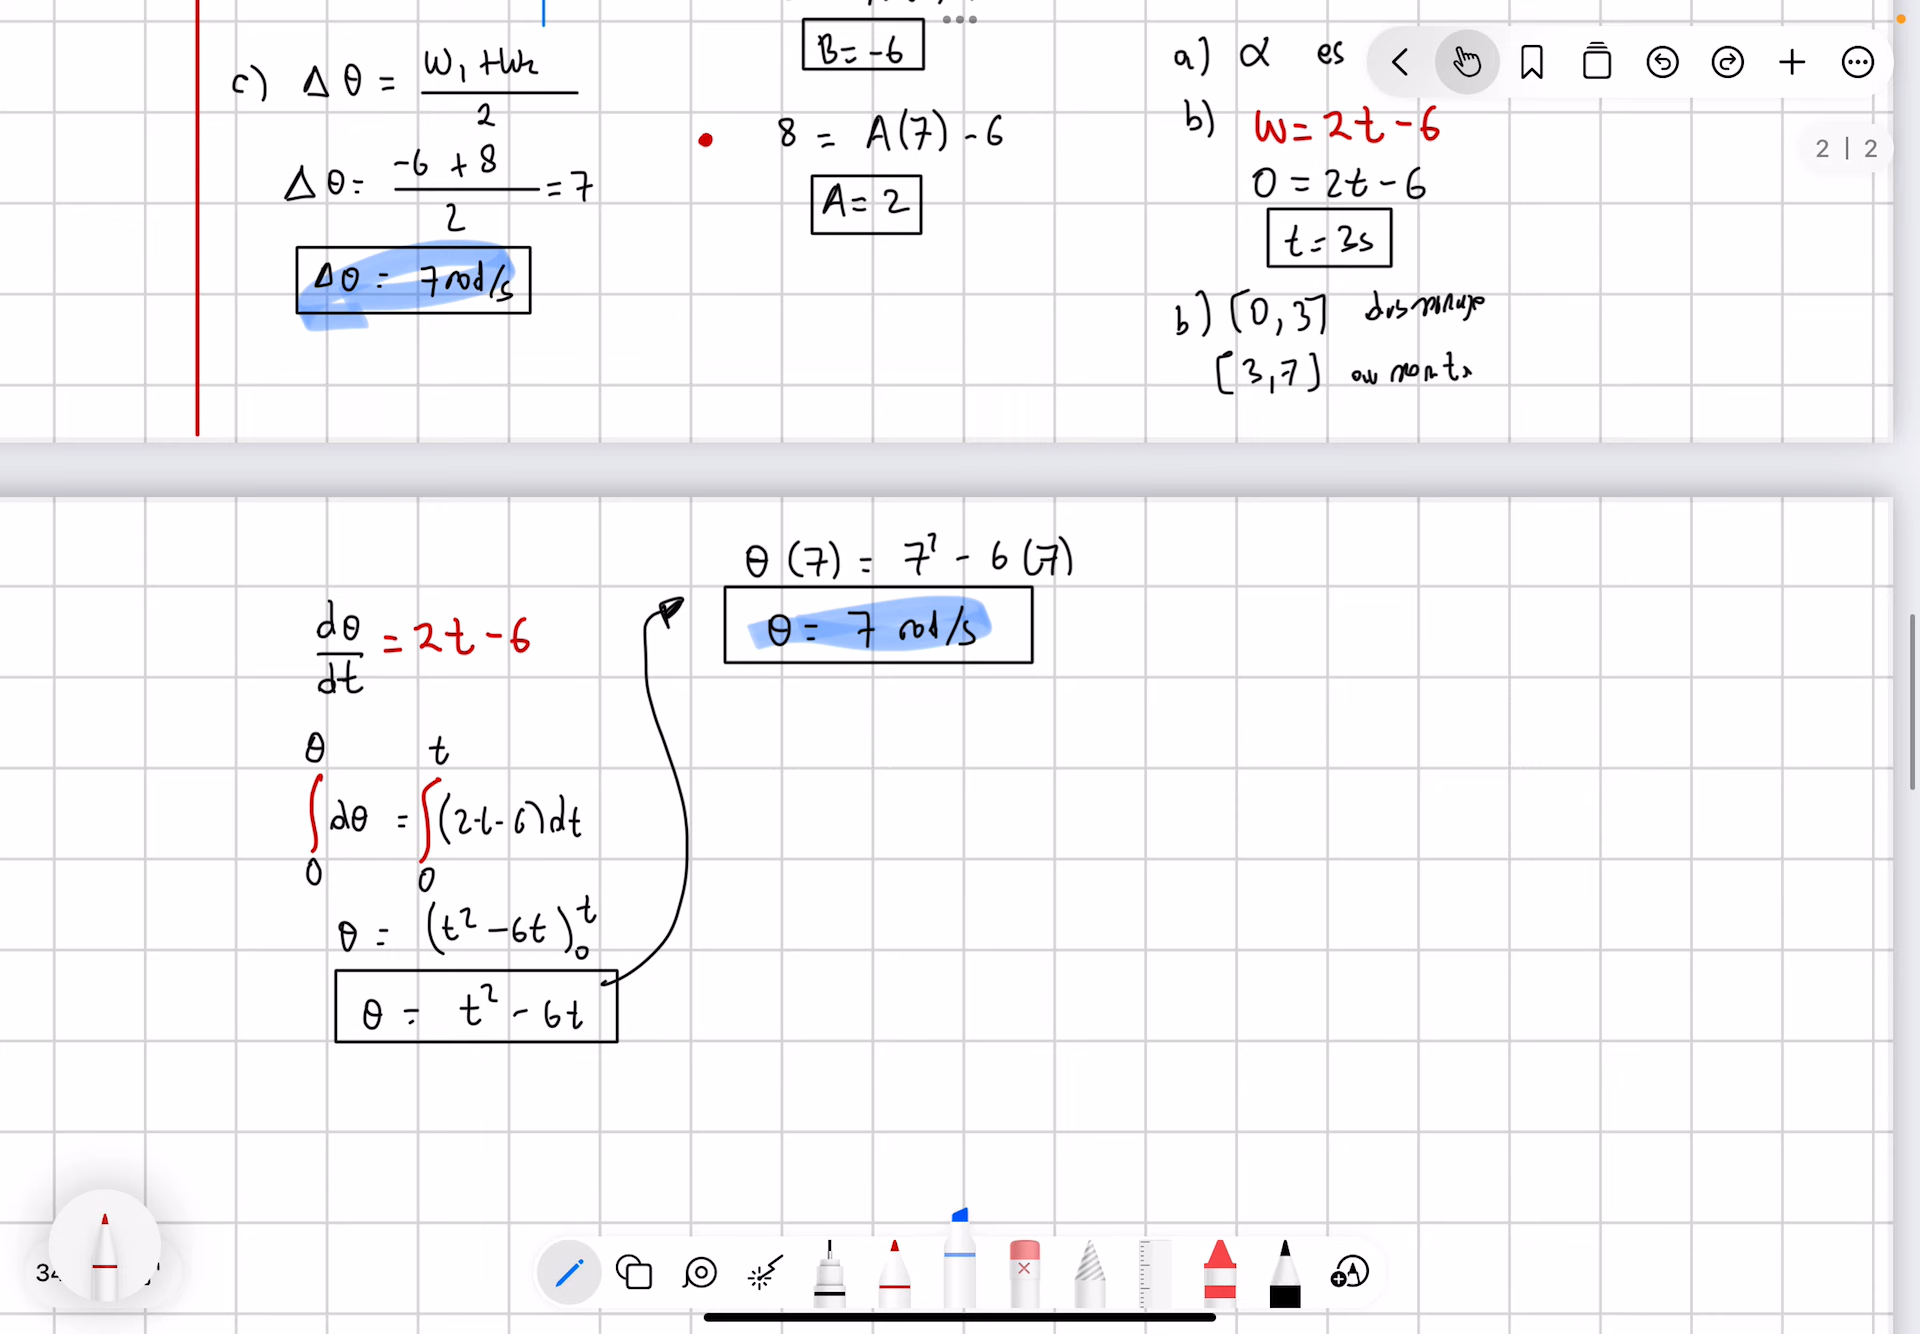 c) Δθ = W₁ + W₂ / 2
Δθ = -6 + 8 / 2 = 7
Δθ = 7 rad/s
B = -6
8 = A(7) - 6
A = 2
a) α es
b) W = 2t - 6
0 = 2t - 6
t = 3s
b) [0,3]
[3,7]
2 | 2
dθ/dt = 2t - 6
∫₀^θ dθ = ∫₀^t (2t - 6)dt
θ = (t² - 6t)₀^t
θ = t² - 6t
θ(7) = 7² - 6(7)
θ = 7 rad/s